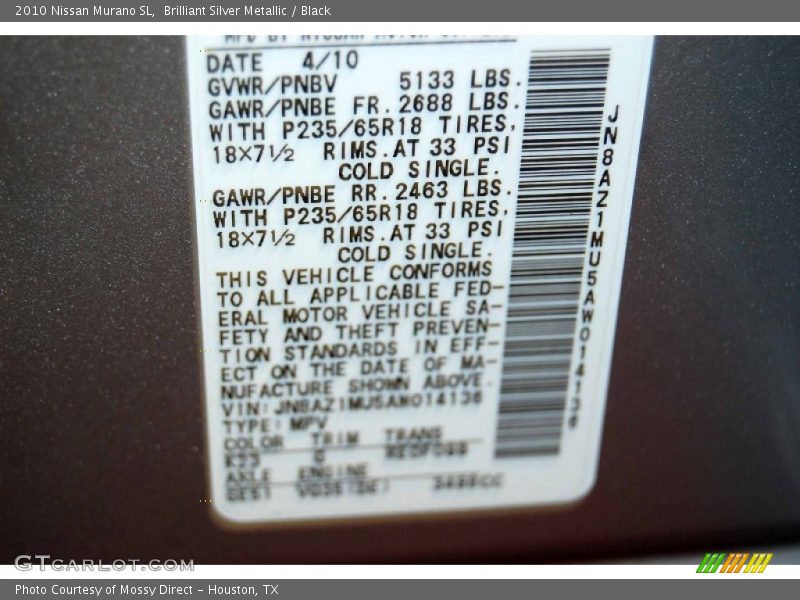 2010 Nissan Murano SL, Brilliant Silver Metallic / Black
DATE 4/10
GVWR/PNBV 5133 LBS.
GAWR/PNBE FR. 2688 LBS.
WITH P235/65R18 TIRES,
18×7½ RIMS. AT 33 PSI
COLD SINGLE.
GAWR/PNBE RR. 2463 LBS.
WITH P235/65R18 TIRES,
18×7½ RIMS. AT 33 PSI
COLD SINGLE.
THIS VEHICLE CONFORMS
TO ALL APPLICABLE FED-
ERAL MOTOR VEHICLE SA-
FETY AND THEFT PREVEN-
TION STANDARDS IN EFF-
ECT ON THE DATE OF MA-
NUFACTURE SHOWN ABOVE.
VIN: JN8AZ1MU5AW014136
TYPE: MPV
COLOR TRIM TRANS
K23 G
AXLE ENGINE
3498CC
JN8AZ1MU5AW014136
GTCARLOT.COM
Photo Courtesy of Mossy Direct - Houston, TX